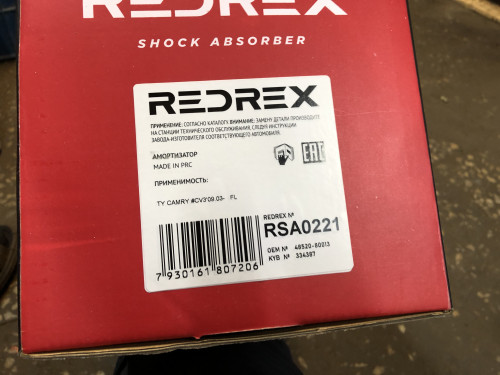 REDREX
SHOCK ABSORBER
REDREX
ПРИМЕНЕНИЕ: СОГЛАСНО КАТАЛОГУ. ВНИМАНИЕ: ЗАМЕНУ ДЕТАЛИ ПРОИЗВОДИТЕ
НА СТАНЦИИ ТЕХНИЧЕСКОГО ОБСЛУЖИВАНИЯ, СЛЕДУЯ ИНСТРУКЦИИ
ЗАВОДА-ИЗГОТОВИТЕЛЯ СООТВЕТСТВУЮЩЕГО АВТОМОБИЛЯ.
АМОРТИЗАТОР
MADE IN PRC
EAC
ПРИМЕНИМОСТЬ:
TY CAMRY #CV3'09.03- FL
REDREX №
RSA0221
OEM № 48520-80013
KYB № 334387
7 930161 807206